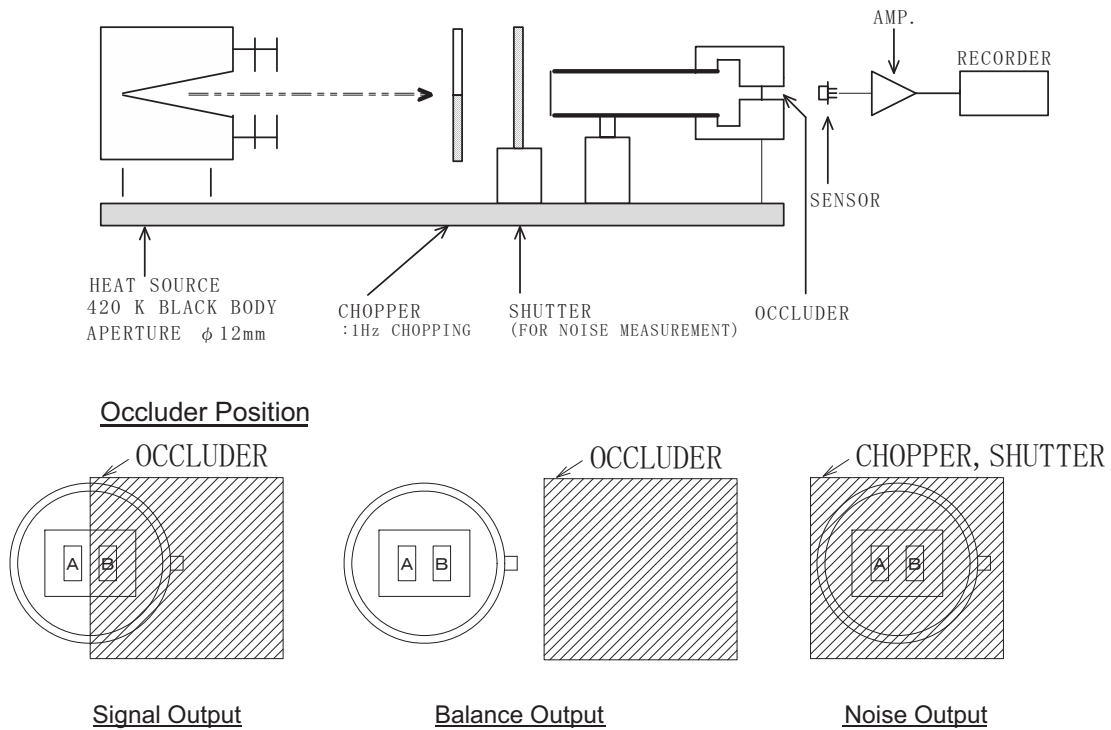 AMP.
RECORDER
SENSOR
HEAT SOURCE
420 K BLACK BODY
APERTURE φ12mm
CHOPPER
:1Hz CHOPPING
SHUTTER
(FOR NOISE MEASUREMENT)
OCCLUDER
Occluder Position
OCCLUDER
OCCLUDER
CHOPPER, SHUTTER
A B
A B
A B
Signal Output
Balance Output
Noise Output